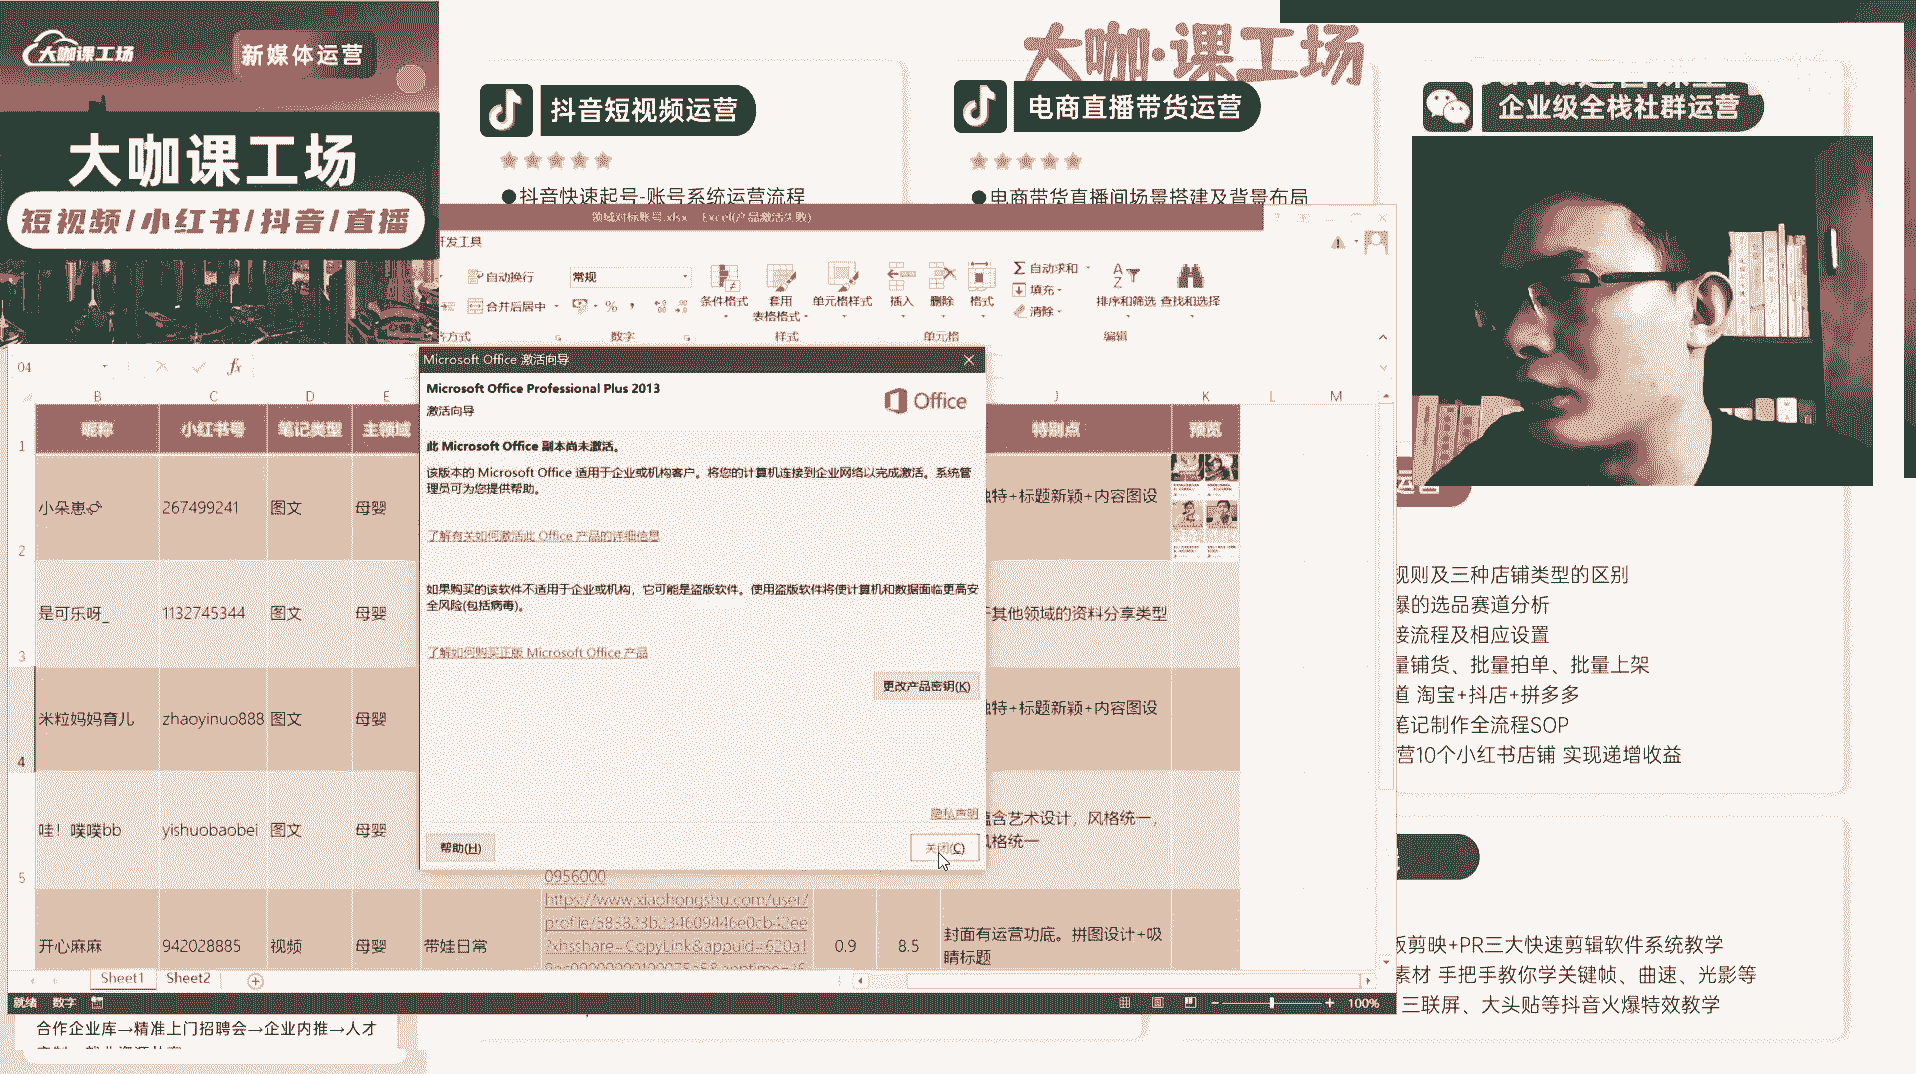 大咖课工场
新媒体运营
大咖课工场
短视频/小红书/抖音/直播
大咖·课工场
抖音短视频运营
●抖音快速起号-账号系统运营流程
电商直播带货运营
●电商带货直播间场景搭建及背景布局
企业级全栈社群运营
领域对标账号.xlsx - Excel(产品激活失败)
开发工具
自动换行
常规
合并后居中
% ,
条件格式
套用
表格格式
单元格样式
插入
删除
格式
自动求和
填充
清除
排序和筛选
查找和选择
数字
样式
单元格
编辑
O4
fx
B C D E J K L M
1
昵称
小红书号
笔记类型
主领域
特别点
预览
2
小朵崽
267499241
图文
母婴
独特+标题新颖+内容图设
3
是可乐呀_
1132745344
图文
母婴
其他领域的资料分享类型
4
米粒妈妈育儿
zhaoyinuo888
图文
母婴
独特+标题新颖+内容图设
5
哇！噗噗bb
yishuobaobei
图文
母婴
含艺术设计，风格统一，
风格统一
0956000
开心麻麻
942028885
视频
母婴
带娃日常
https://www.xiaohongshu.com/user/
0.9
8.5
封面有运营功底。拼图设计+吸
睛标题
Microsoft Office 激活向导
Microsoft Office Professional Plus 2013
激活向导
Office
此 Microsoft Office 副本尚未激活。
该版本的 Microsoft Office 适用于企业或机构客户。将您的计算机连接到企业网络以完成激活。系统管
理员可为您提供帮助。
了解有关如何激活此 Office 产品的详细信息
如果购买的该软件不适用于企业或机构，它可能是盗版软件。使用盗版软件将使计算机和数据面临更高安
全风险(包括病毒)。
了解如何购买正版 Microsoft Office 产品
更改产品密钥(K)
隐私声明
帮助(H)
关闭(C)
Sheet1
Sheet2
就绪
数字
100%
合作企业库→精准上门招聘会→企业内推→人才
运营
规则及三种店铺类型的区别
爆的选品赛道分析
接流程及相应设置
量铺货、批量拍单、批量上架
道 淘宝+抖店+拼多多
笔记制作全流程SOP
营10个小红书店铺 实现递增收益
版剪映+PR三大快速剪辑软件系统教学
素材 手把手教你学关键帧、曲速、光影等
三联屏、大头贴等抖音火爆特效教学